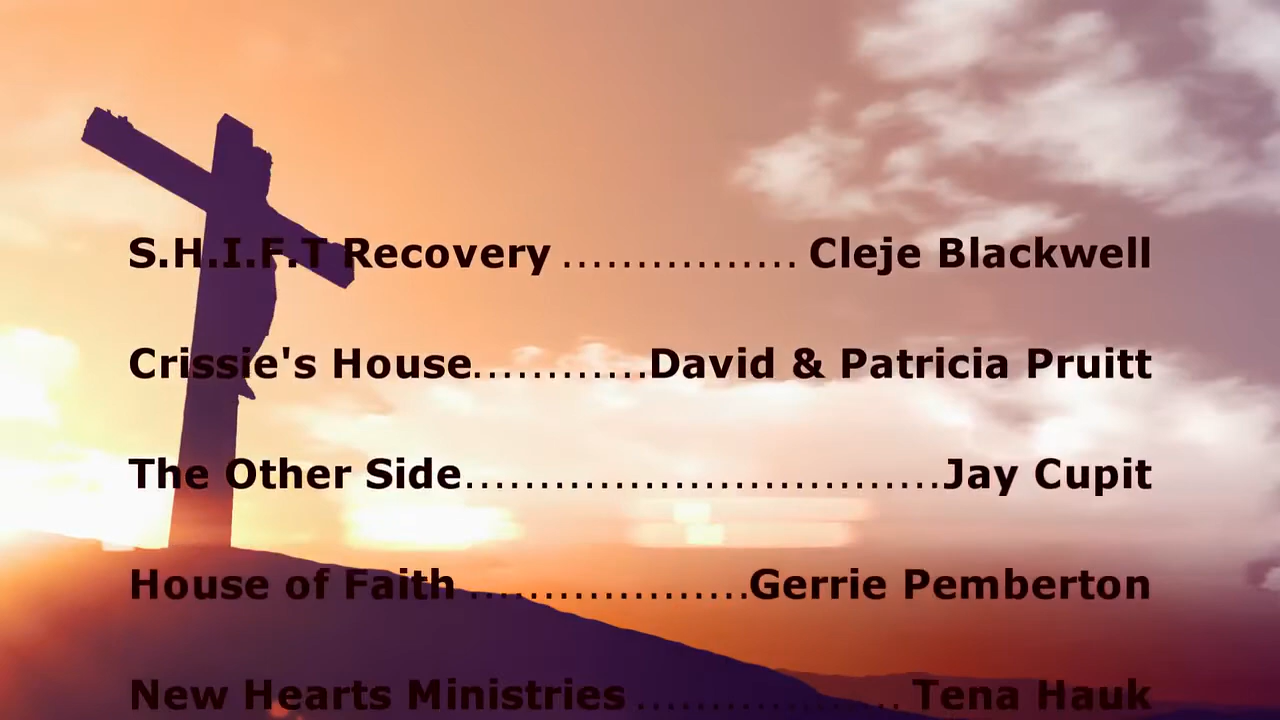 S.H.I.F.T Recovery ................ Cleje Blackwell
Crissie's House............David & Patricia Pruitt
The Other Side................................Jay Cupit
House of Faith ...................Gerrie Pemberton
New Hearts Ministries .................. Tena Hauk